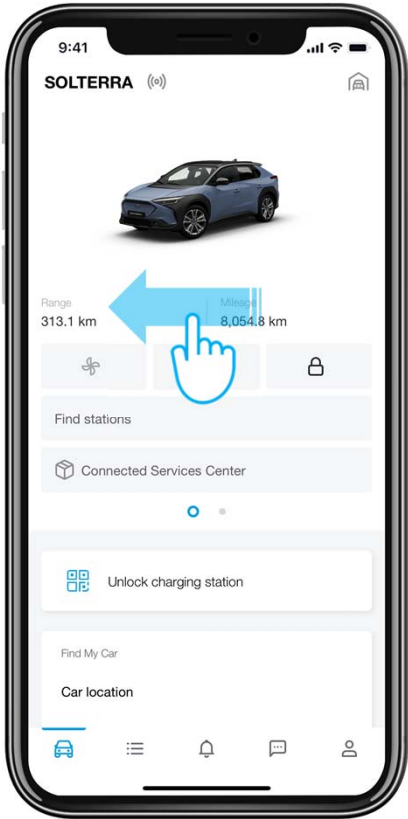 9:41
SOLTERRA
Range
Mileage
313.1 km
8,054.8 km
Find stations
Connected Services Center
Unlock charging station
Find My Car
Car location